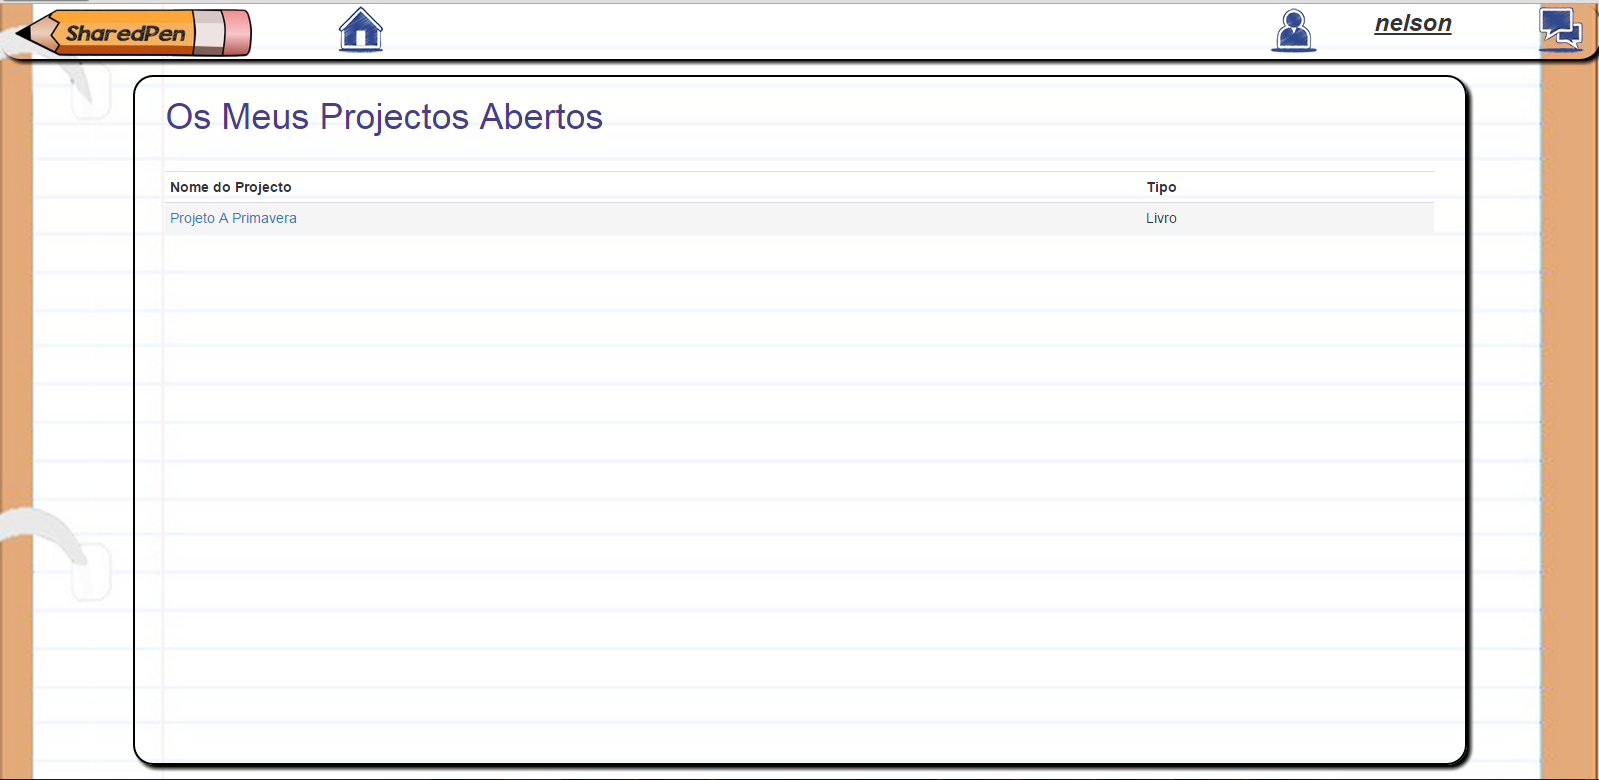 SharedPen
nelson
Os Meus Projectos Abertos
Nome do Projecto Tipo
Projeto A Primavera Livro